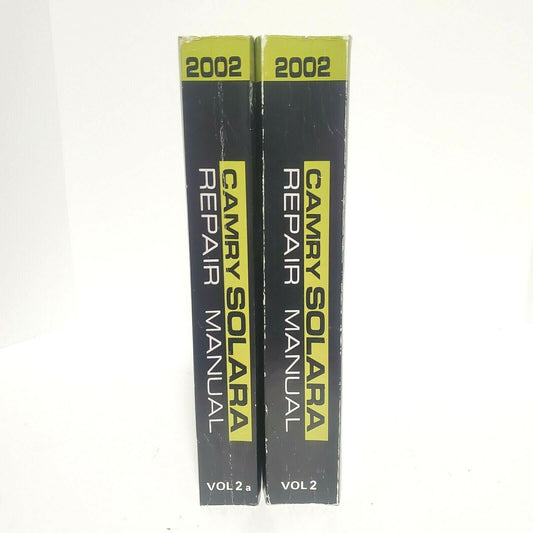 2002
CAMRY SOLARA
REPAIR MANUAL
VOL 2 a
2002
CAMRY SOLARA
REPAIR MANUAL
VOL 2